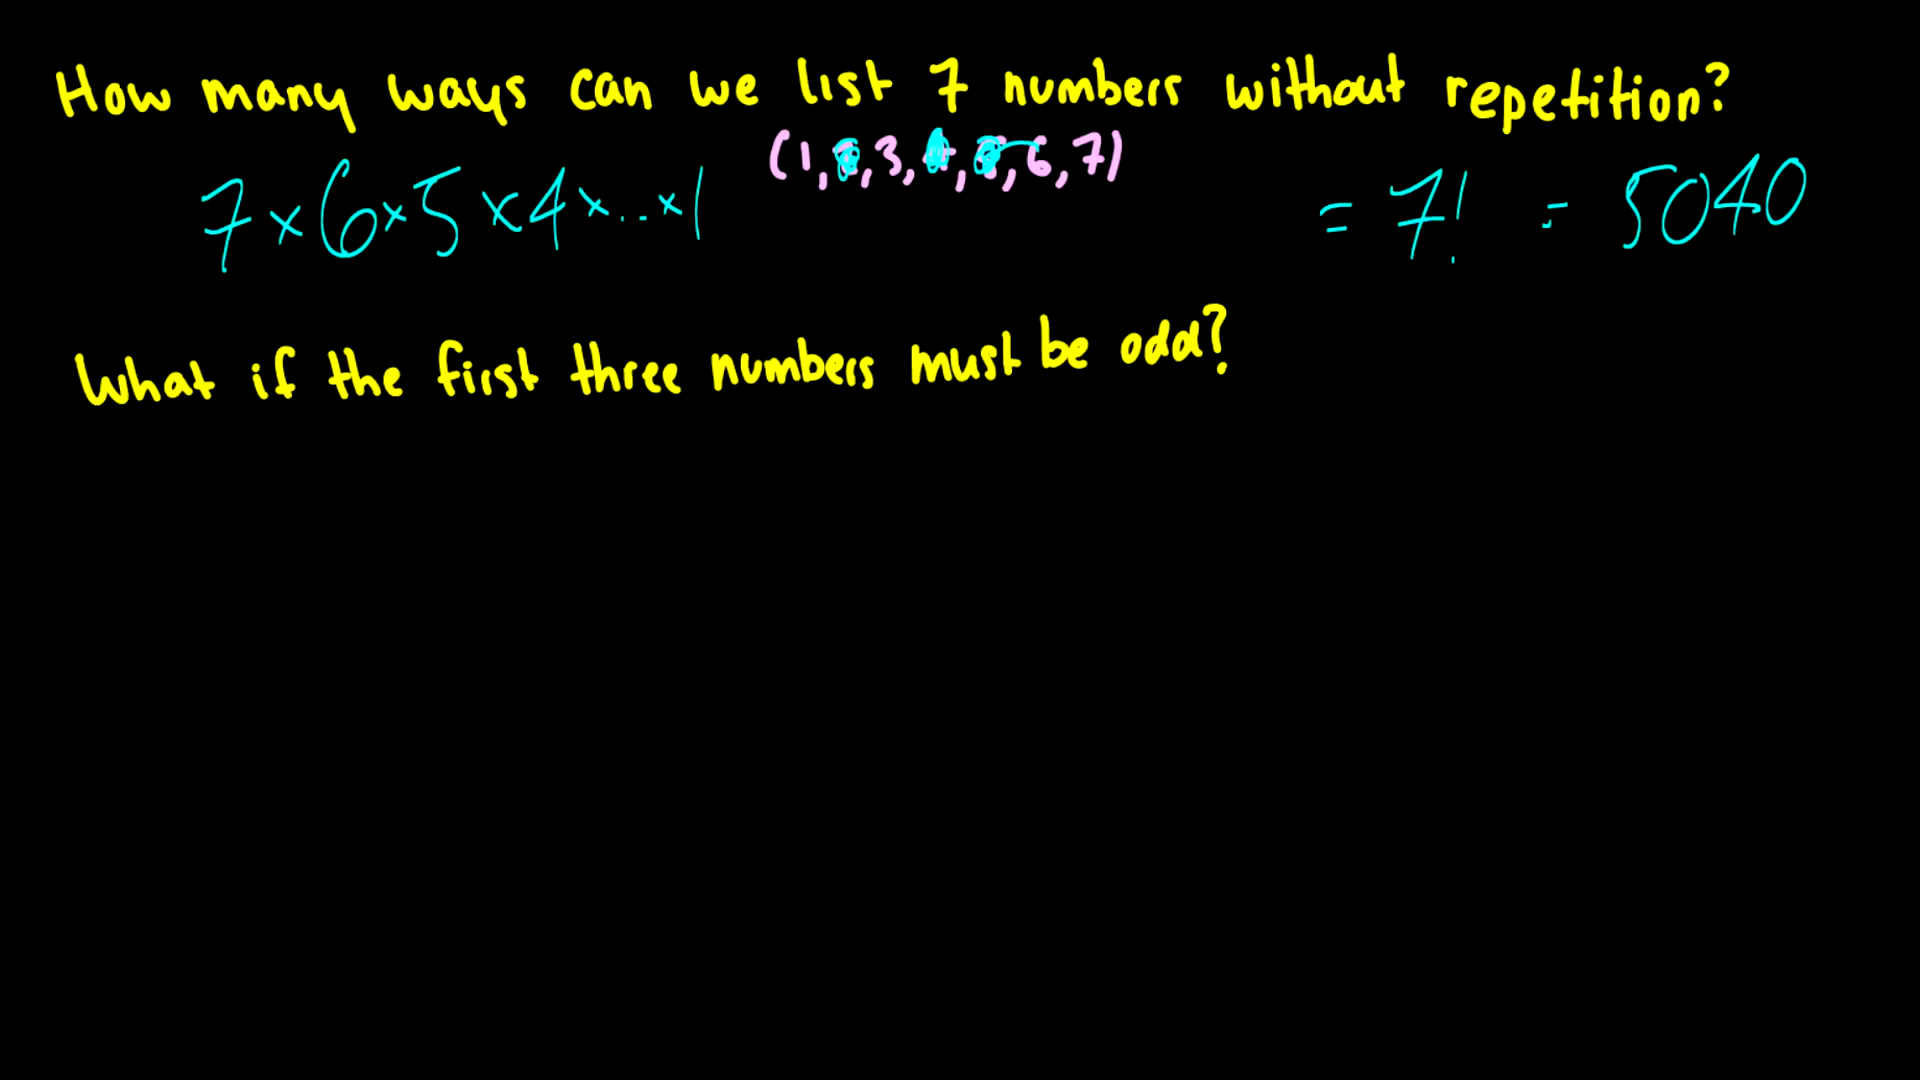 How many ways can we list 7 numbers without repetition?
(1, , 3, , , 6, 7)
7 × 6 × 5 × 4 × ... × 1 = 7! = 5040
What if the first three numbers must be odd?